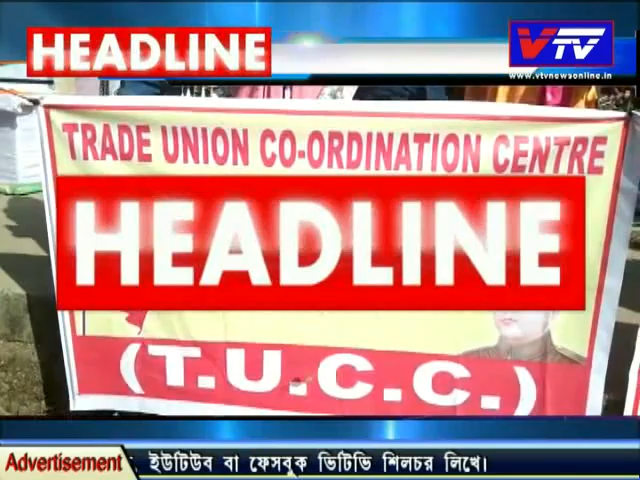 HEADLINE
VTV
www.vtvnewsonline.in
TRADE UNION CO-ORDINATION CENTRE
HEADLINE
(T.U.C.C.)
Advertisement
ইউটিউব বা ফেসবুক ভিটিভি শিলচর লিখে।